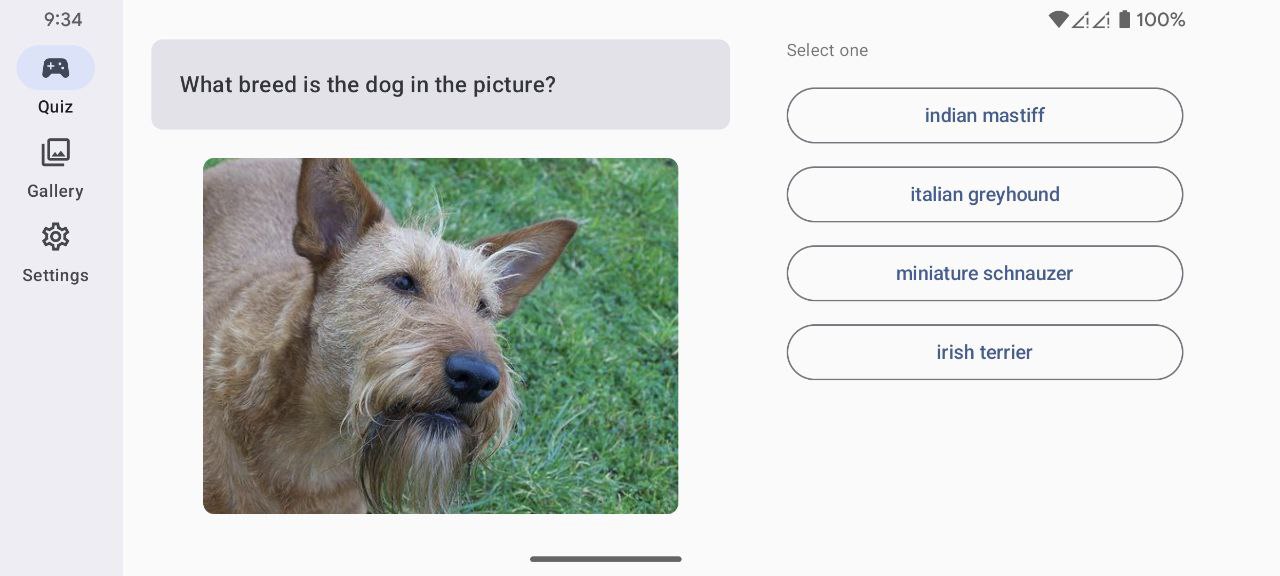 9:34
100%
Quiz
Gallery
Settings
What breed is the dog in the picture?
Select one
indian mastiff
italian greyhound
miniature schnauzer
irish terrier